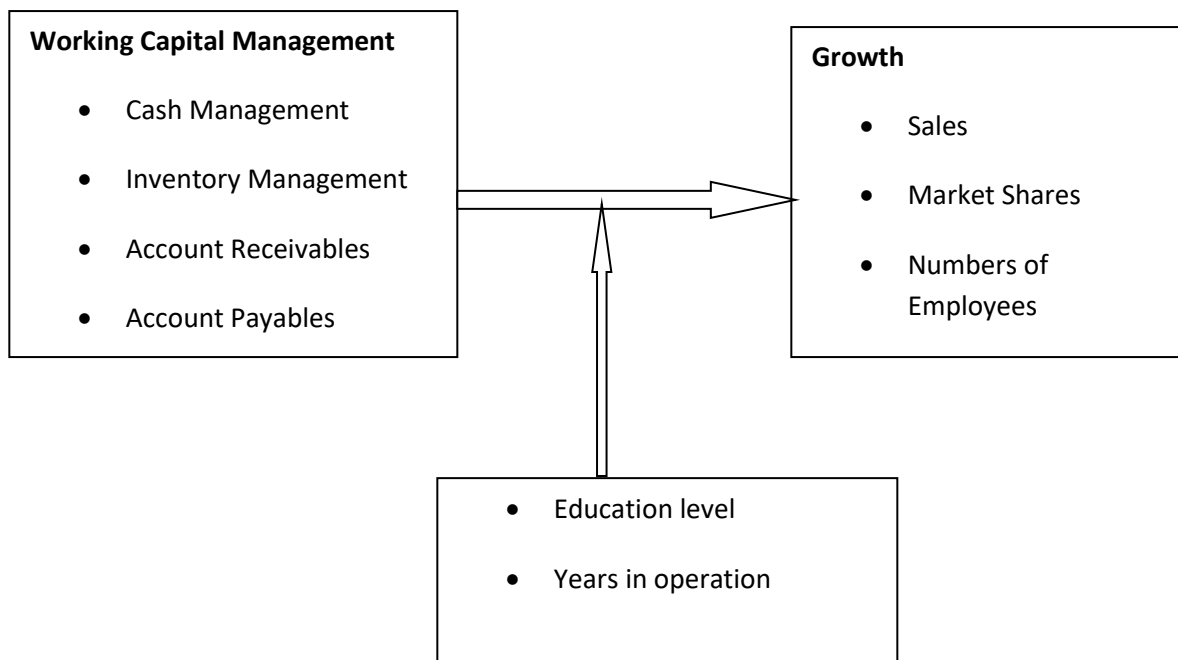 Working Capital Management
• Cash Management
• Inventory Management
• Account Receivables
• Account Payables
Growth
• Sales
• Market Shares
• Numbers of
Employees
• Education level
• Years in operation